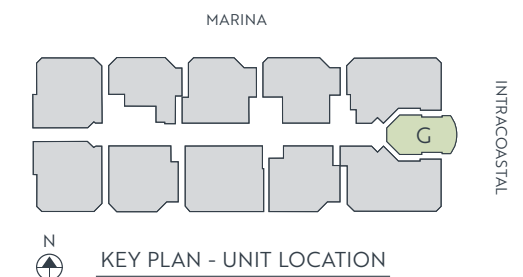 MARINA
INTRACOASTAL
G
N
KEY PLAN - UNIT LOCATION